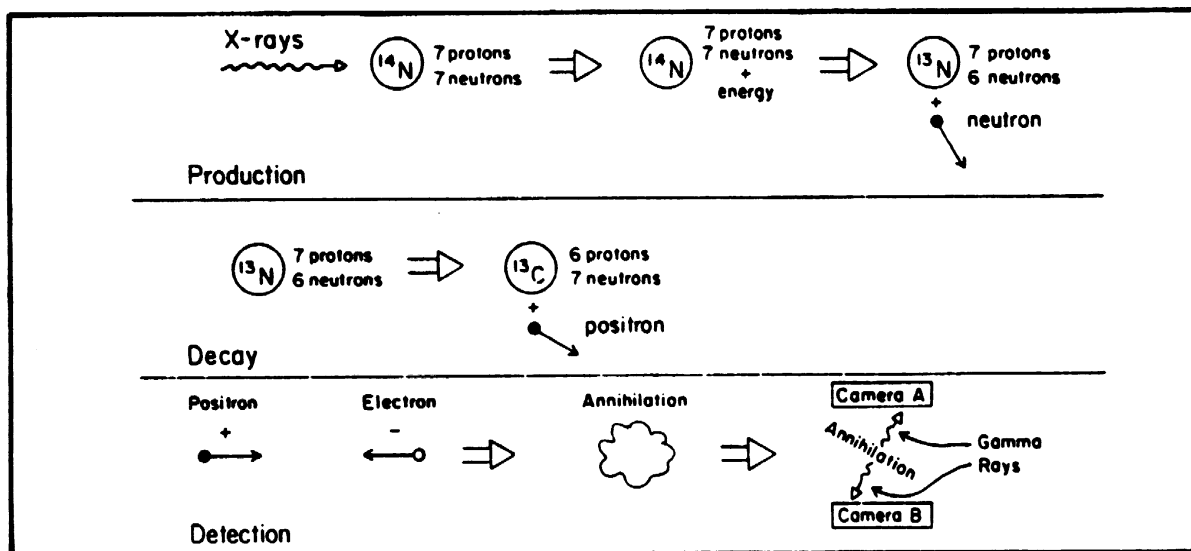 X-rays
¹⁴N
7 protons
7 neutrons
¹⁴N
7 protons
7 neutrons
+
energy
¹³N
7 protons
6 neutrons
+
neutron
Production
¹³N
7 protons
6 neutrons
¹³C
6 protons
7 neutrons
+
positron
Decay
Positron
+
Electron
-
Annihilation
Camera A
Annihilation
Gamma
Rays
Camera B
Detection